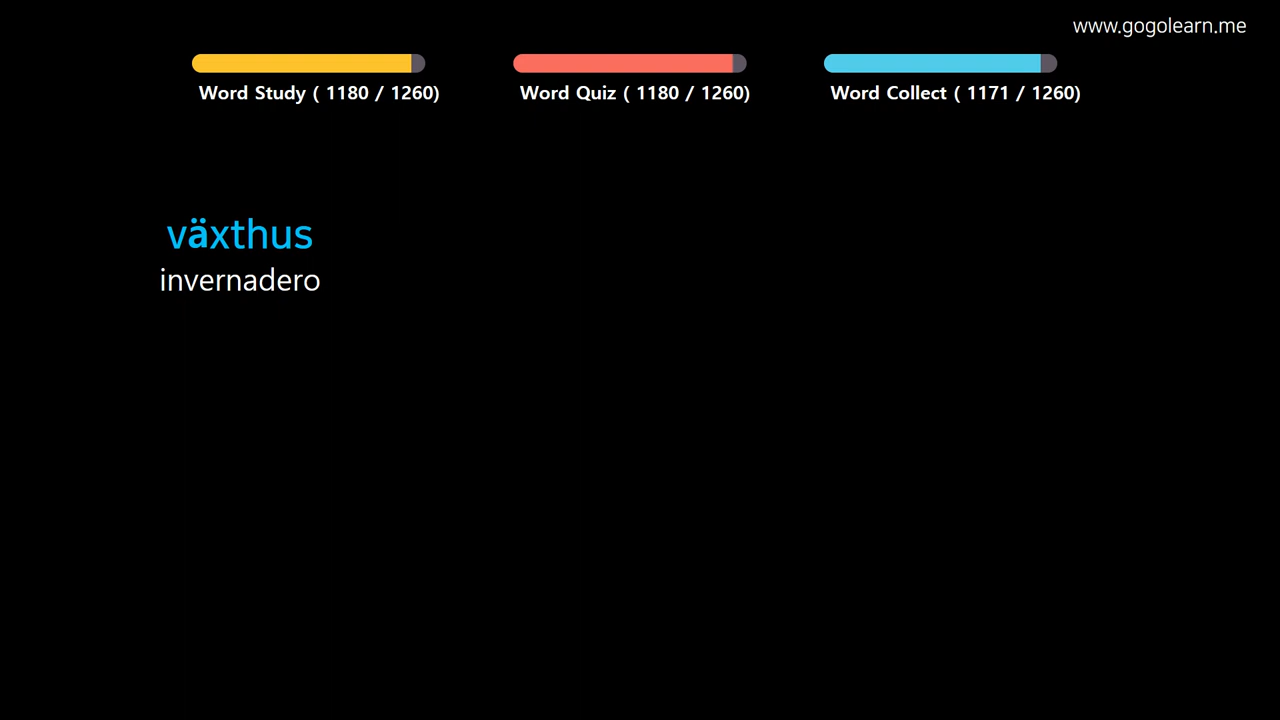 www.gogolearn.me
Word Study ( 1180 / 1260)
Word Quiz ( 1180 / 1260)
Word Collect ( 1171 / 1260)
växthus
invernadero